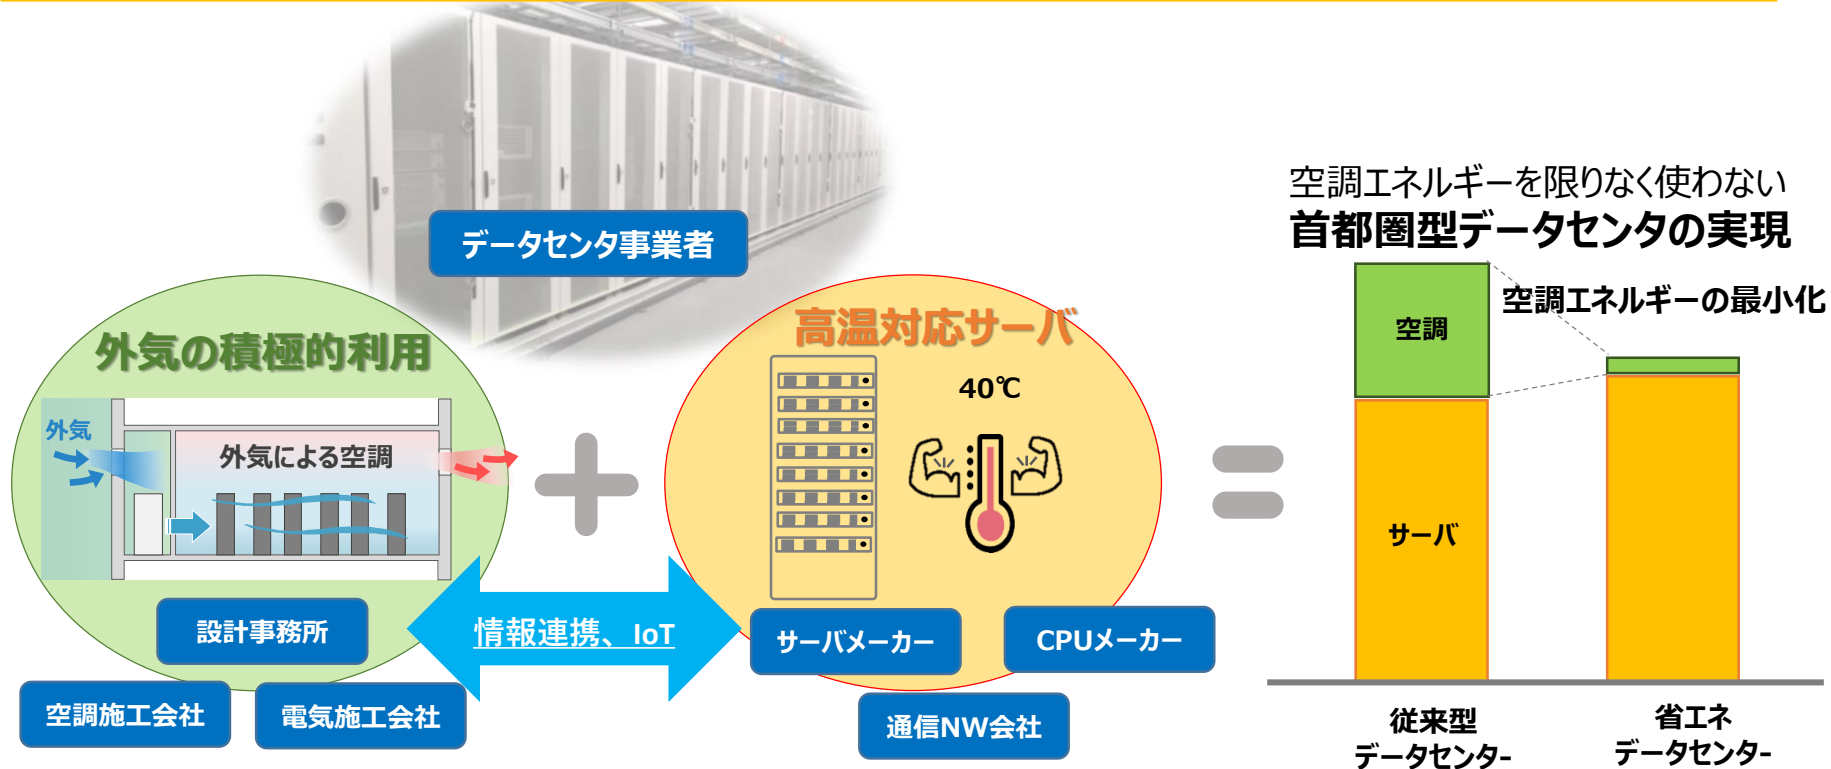 データセンタ事業者
外気の積極的利用
外気
外気による空調
設計事務所
空調施工会社
電気施工会社
情報連携、IoT
高温対応サーバ
40℃
サーバメーカー
CPUメーカー
通信NW会社
空調エネルギーを限りなく使わない
首都圏型データセンタの実現
空調エネルギーの最小化
空調
サーバ
従来型
データセンター
省エネ
データセンター